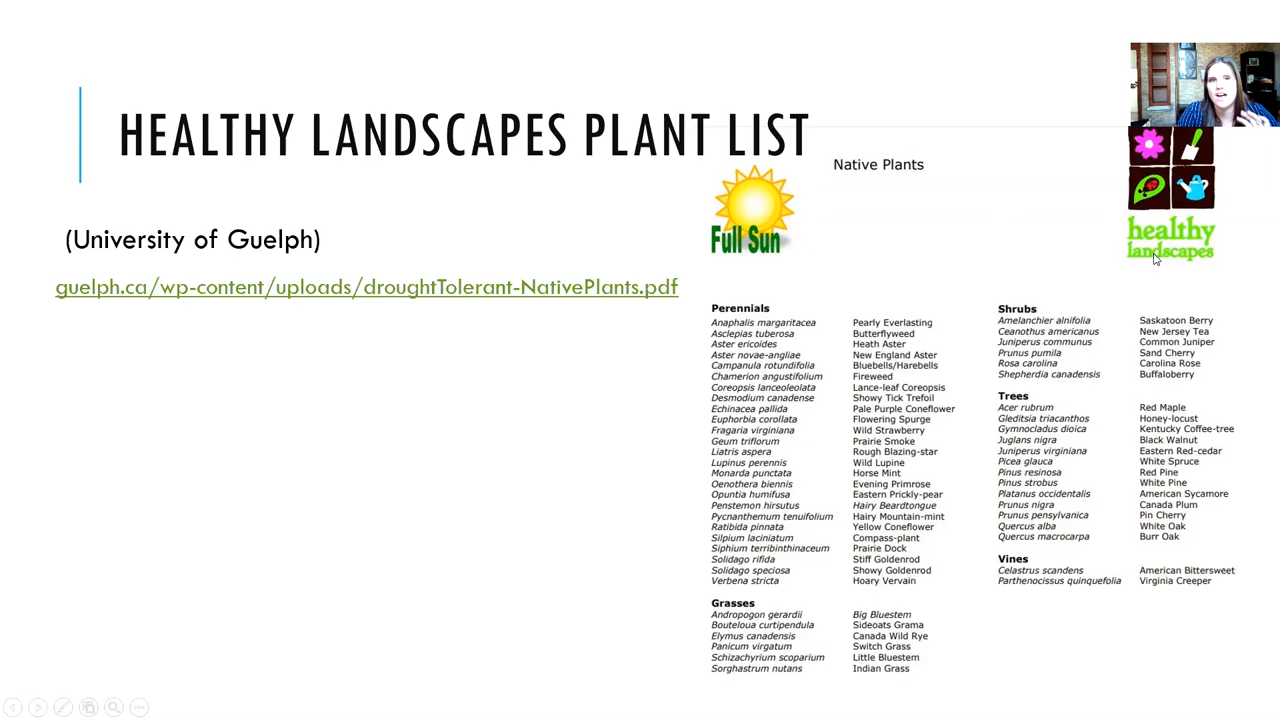 HEALTHY LANDSCAPES PLANT LIST
(University of Guelph)
guelph.ca/wp-content/uploads/droughtTolerant-NativePlants.pdf
Native Plants
Full Sun
healthy
landscapes
Perennials
Anaphalis margaritacea Pearly Everlasting
Asclepias tuberosa Butterflyweed
Aster ericoides Heath Aster
Aster novae-angliae New England Aster
Campanula rotundifolia Bluebells/Harebells
Chamerion angustifolium Fireweed
Coreopsis lanceoleolata Lance-leaf Coreopsis
Desmodium canadense Showy Tick Trefoil
Echinacea pallida Pale Purple Coneflower
Euphorbia corollata Flowering Spurge
Fragaria virginiana Wild Strawberry
Geum triflorum Prairie Smoke
Liatris aspera Rough Blazing-star
Lupinus perennis Wild Lupine
Monarda punctata Horse Mint
Oenothera biennis Evening Primrose
Opuntia humifusa Eastern Prickly-pear
Penstemon hirsutus Hairy Beardtongue
Pycnanthemum tenuifolium Hairy Mountain-mint
Ratibida pinnata Yellow Coneflower
Silpium laciniatum Compass-plant
Siphium terribinthinaceum Prairie Dock
Solidago rifida Stiff Goldenrod
Solidago speciosa Showy Goldenrod
Verbena stricta Hoary Vervain
Grasses
Andropogon gerardii Big Bluestem
Bouteloua curtipendula Sideoats Grama
Elymus canadensis Canada Wild Rye
Panicum virgatum Switch Grass
Schizachyrium scoparium Little Bluestem
Sorghastrum nutans Indian Grass
Shrubs
Amelanchier alnifolia Saskatoon Berry
Ceanothus americanus New Jersey Tea
Juniperus communus Common Juniper
Prunus pumila Sand Cherry
Rosa carolina Carolina Rose
Shepherdia canadensis Buffaloberry
Trees
Acer rubrum Red Maple
Gleditsia triacanthos Honey-locust
Gymnocladus dioica Kentucky Coffee-tree
Juglans nigra Black Walnut
Juniperus virginiana Eastern Red-cedar
Picea glauca White Spruce
Pinus resinosa Red Pine
Pinus strobus White Pine
Platanus occidentalis American Sycamore
Prunus nigra Canada Plum
Prunus pensylvanica Pin Cherry
Quercus alba White Oak
Quercus macrocarpa Burr Oak
Vines
Celastrus scandens American Bittersweet
Parthenocissus quinquefolia Virginia Creeper